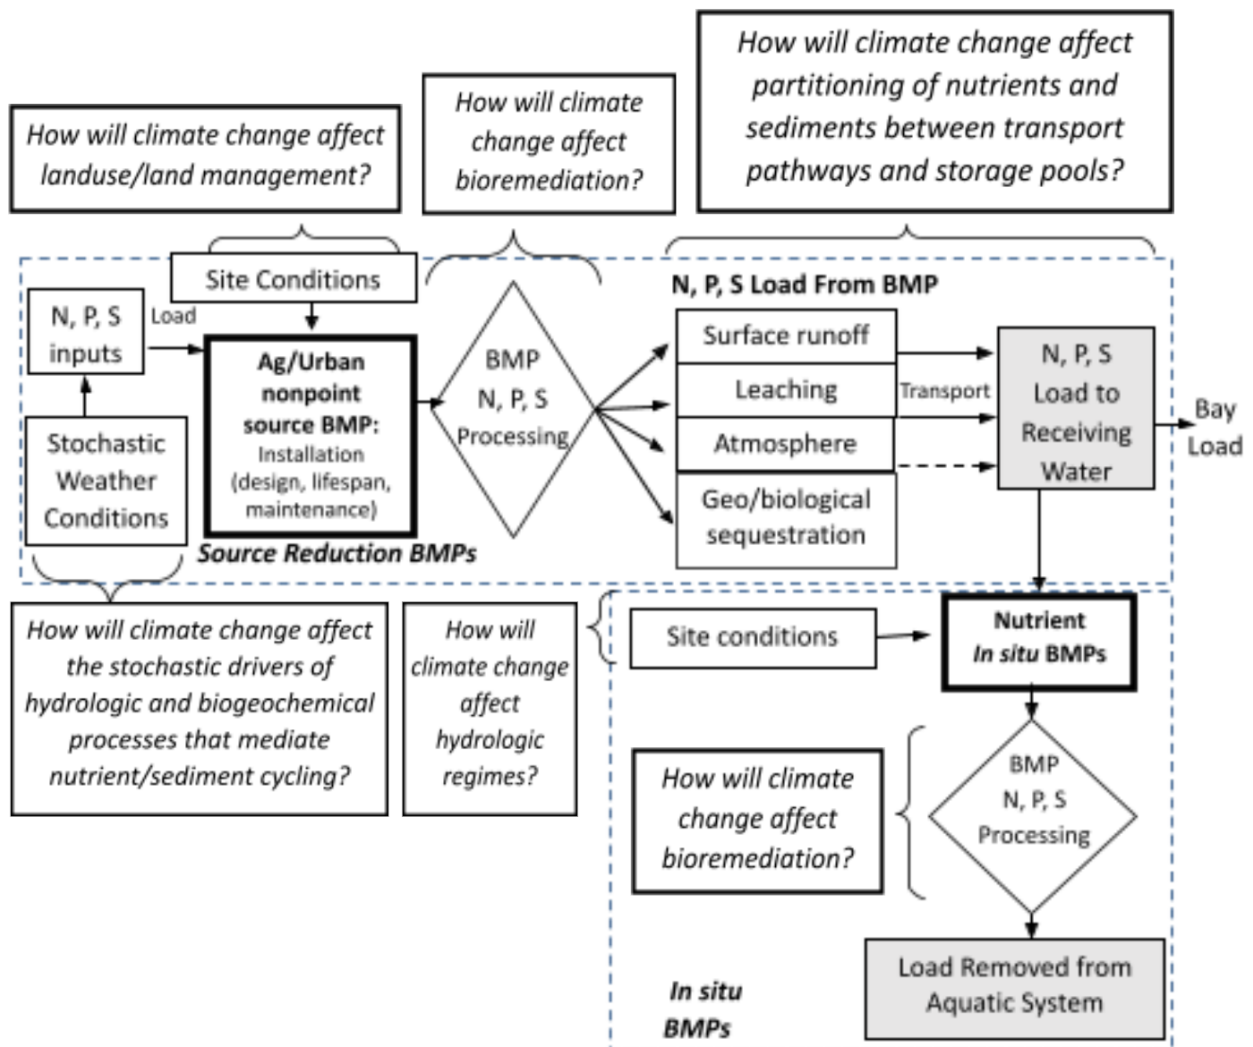 How will climate change affect
landuse/land management?
How will climate
change affect
bioremediation?
How will climate change affect
partitioning of nutrients and
sediments between transport
pathways and storage pools?
Site Conditions
N, P, S
inputs
Load
Stochastic
Weather
Conditions
Ag/Urban
nonpoint
source BMP:
Installation
(design, lifespan,
maintenance)
Source Reduction BMPs
BMP
N, P, S
Processing
N, P, S Load From BMP
Surface runoff
Leaching
Atmosphere
Geo/biological
sequestration
Transport
N, P, S
Load to
Receiving
Water
Bay
Load
How will climate change affect
the stochastic drivers of
hydrologic and biogeochemical
processes that mediate
nutrient/sediment cycling?
How will
climate change
affect
hydrologic
regimes?
Site conditions
Nutrient
In situ BMPs
How will climate
change affect
bioremediation?
BMP
N, P, S
Processing
Load Removed from
Aquatic System
In situ
BMPs